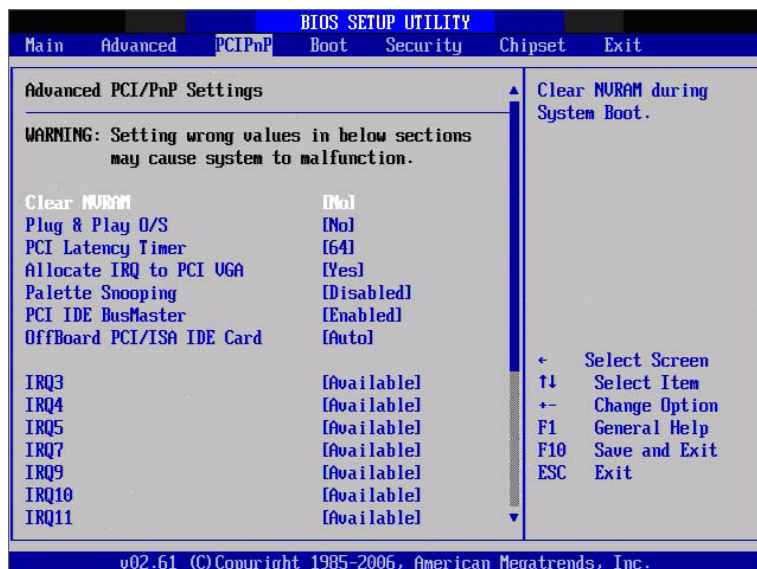 BIOS SETUP UTILITY
Main Advanced PCIPnP Boot Security Chipset Exit
Advanced PCI/PnP Settings
WARNING: Setting wrong values in below sections
may cause system to malfunction.
Clear NVRAM [No]
Plug & Play O/S [No]
PCI Latency Timer [64]
Allocate IRQ to PCI VGA [Yes]
Palette Snooping [Disabled]
PCI IDE BusMaster [Enabled]
OffBoard PCI/ISA IDE Card [Auto]
IRQ3 [Available]
IRQ4 [Available]
IRQ5 [Available]
IRQ7 [Available]
IRQ9 [Available]
IRQ10 [Available]
IRQ11 [Available]
Clear NVRAM during
System Boot.
← Select Screen
↑↓ Select Item
+- Change Option
F1 General Help
F10 Save and Exit
ESC Exit
v02.61 (C)Copyright 1985-2006, American Megatrends, Inc.